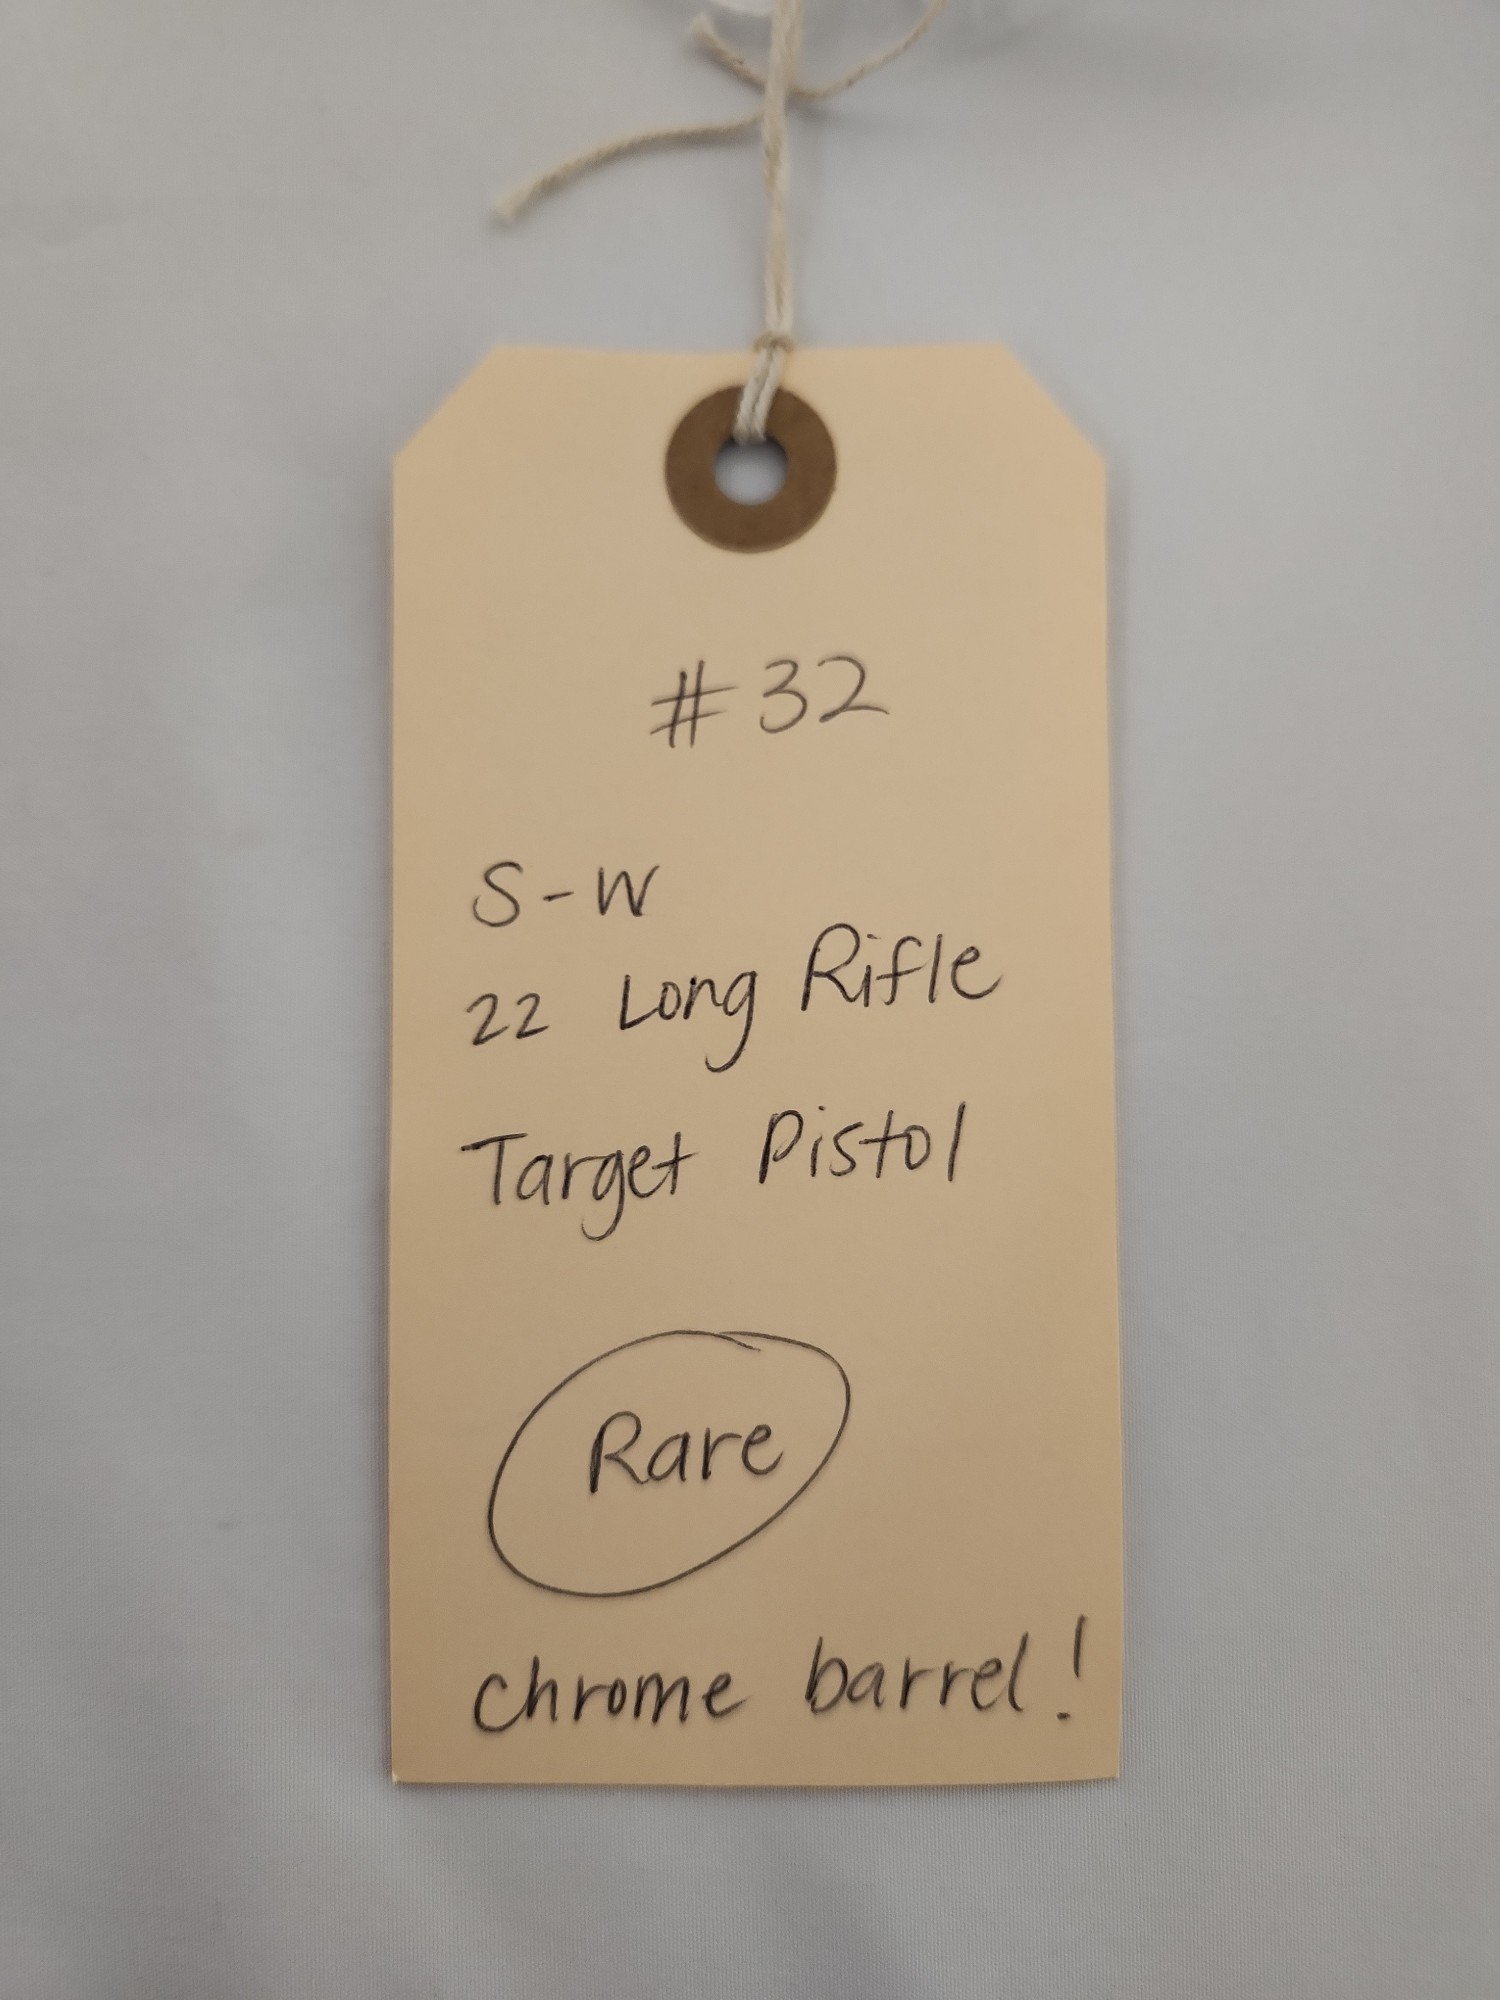 #32
S-W
22 Long Rifle
Target Pistol
Rare
chrome barrel!